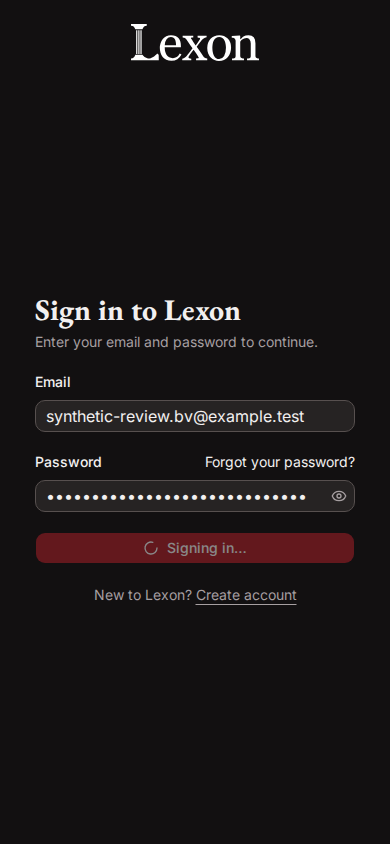 Lexon
Sign in to Lexon
Enter your email and password to continue.
Email
synthetic-review.bv@example.test
Password Forgot your password?
•••••••••••••••••••••••••••••
Signing in...
New to Lexon? Create account